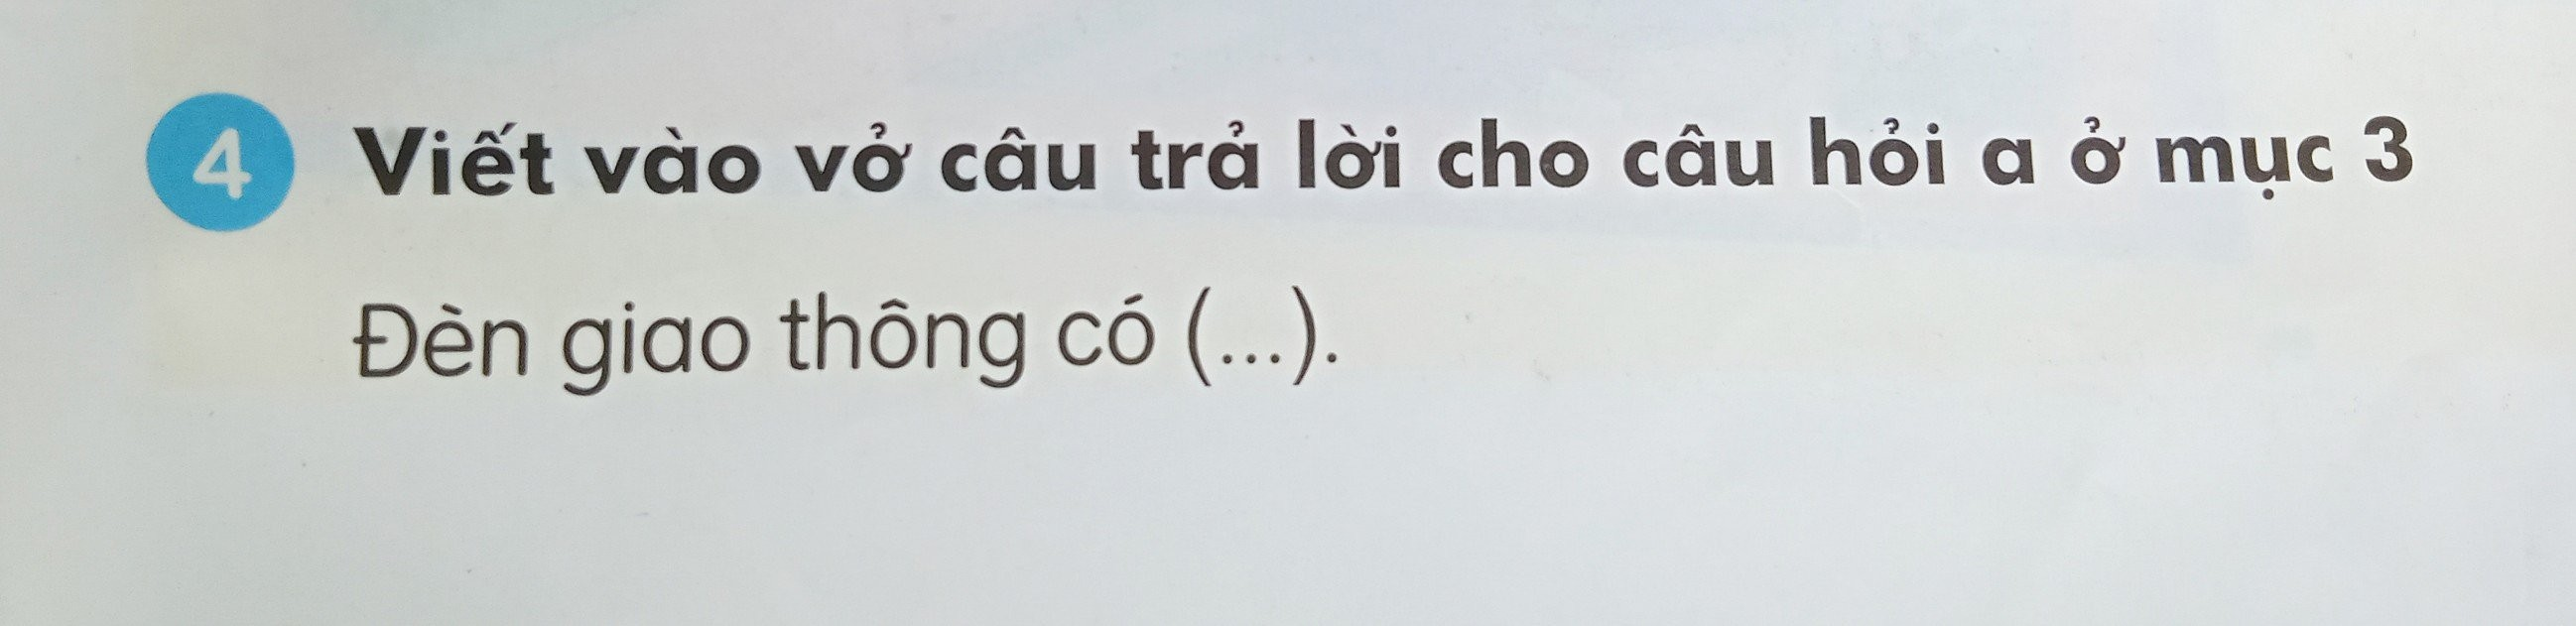 4 Viết vào vở câu trả lời cho câu hỏi a ở mục 3
Đèn giao thông có (...).